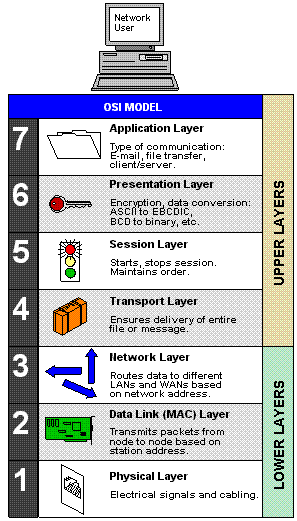 Network
User
OSI MODEL
7
Application Layer
Type of communication:
E-mail, file transfer,
client/server.
6
Presentation Layer
Encryption, data conversion:
ASCII to EBCDIC,
BCD to binary, etc.
5
Session Layer
Starts, stops session.
Maintains order.
4
Transport Layer
Ensures delivery of entire
file or message.
UPPER LAYERS
3
Network Layer
Routes data to different
LANs and WANs based
on network address.
2
Data Link (MAC) Layer
Transmits packets from
node to node based on
station address.
1
Physical Layer
Electrical signals and cabling.
LOWER LAYERS